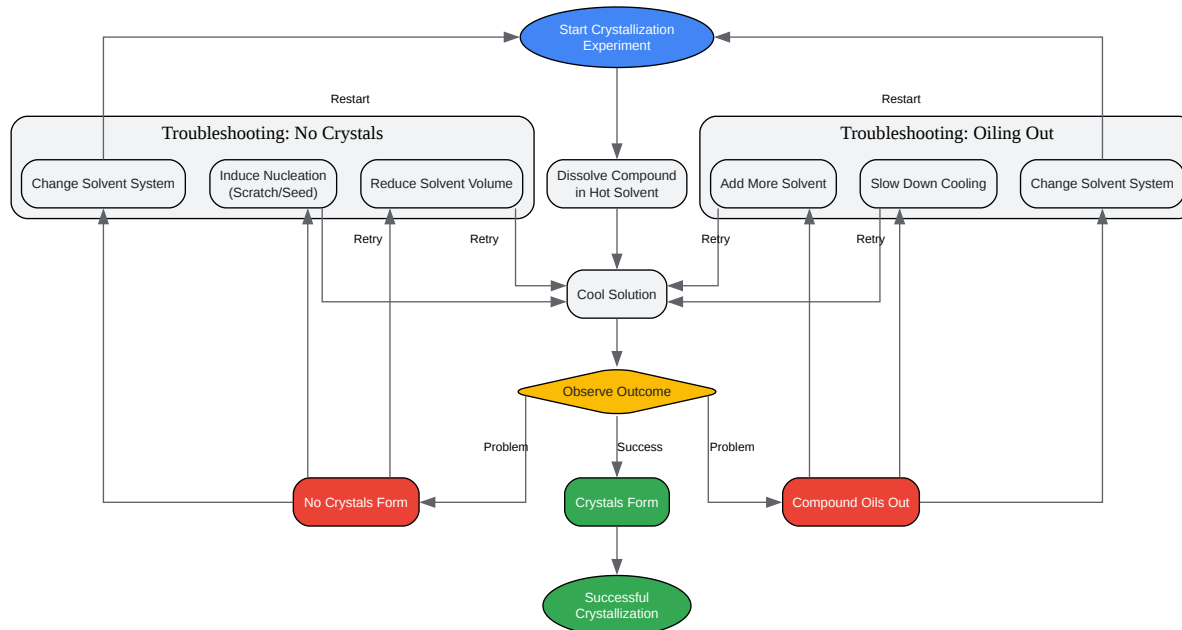 Start Crystallization
Experiment
Restart
Restart
Troubleshooting: No Crystals
Troubleshooting: Oiling Out
Change Solvent System
Induce Nucleation
(Scratch/Seed)
Reduce Solvent Volume
Dissolve Compound
in Hot Solvent
Add More Solvent
Slow Down Cooling
Change Solvent System
Retry
Retry
Retry
Retry
Cool Solution
Observe Outcome
Problem
Success
Problem
No Crystals Form
Crystals Form
Compound Oils Out
Successful
Crystallization